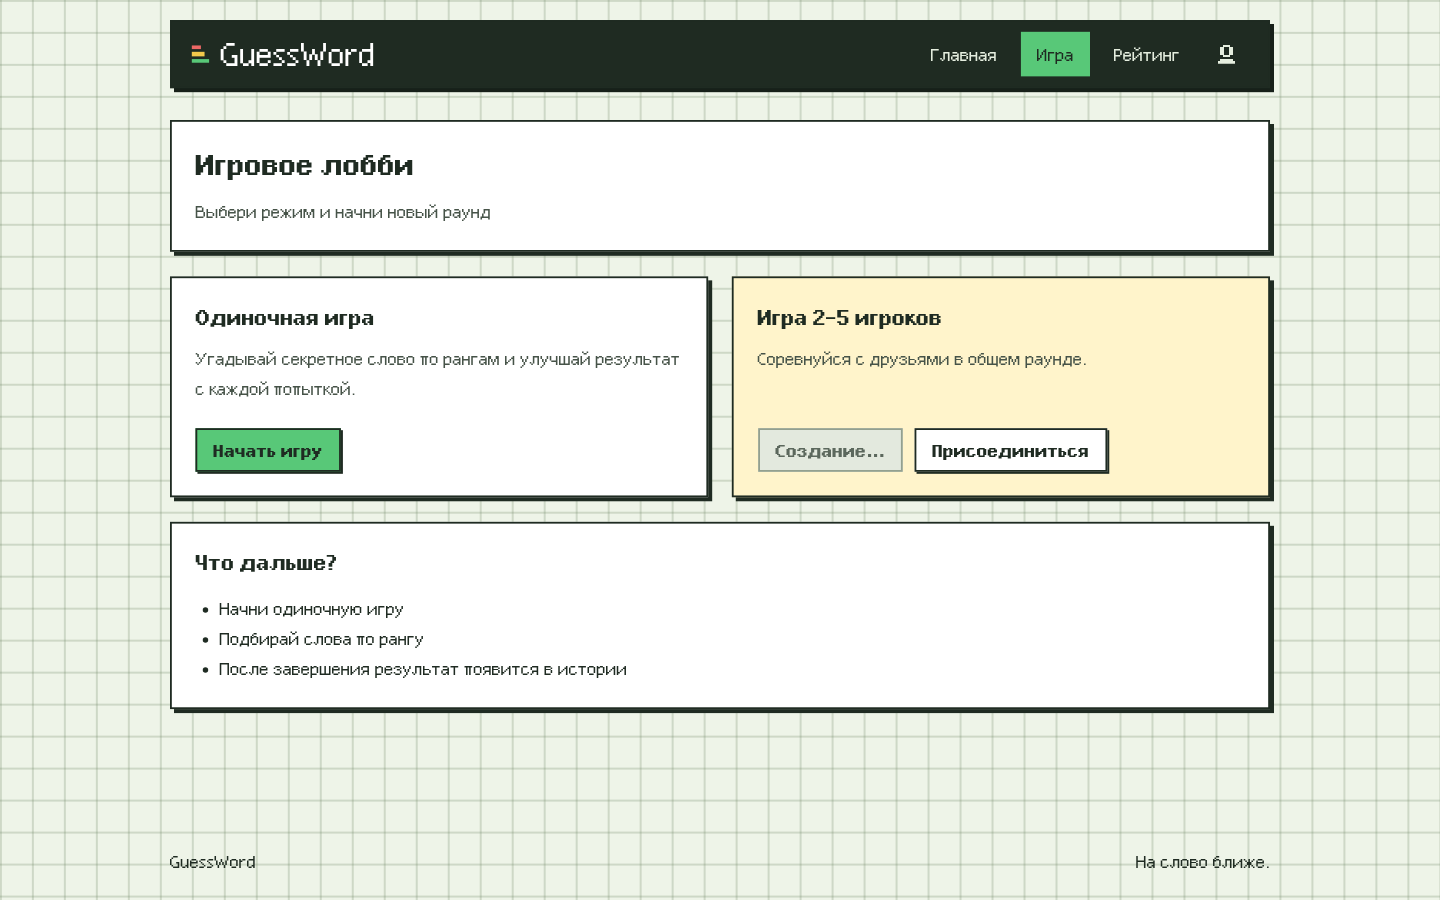 GuessWord
Главная
Игра
Рейтинг
Игровое лобби
Выбери режим и начни новый раунд
Одиночная игра
Угадывай секретное слово по рангам и улучшай результат
с каждой попыткой.
Начать игру
Игра 2-5 игроков
Соревнуйся с друзьями в общем раунде.
Создание...
Присоединиться
Что дальше?
• Начни одиночную игру
• Подбирай слова по рангу
• После завершения результат появится в истории
GuessWord
На слово ближе.